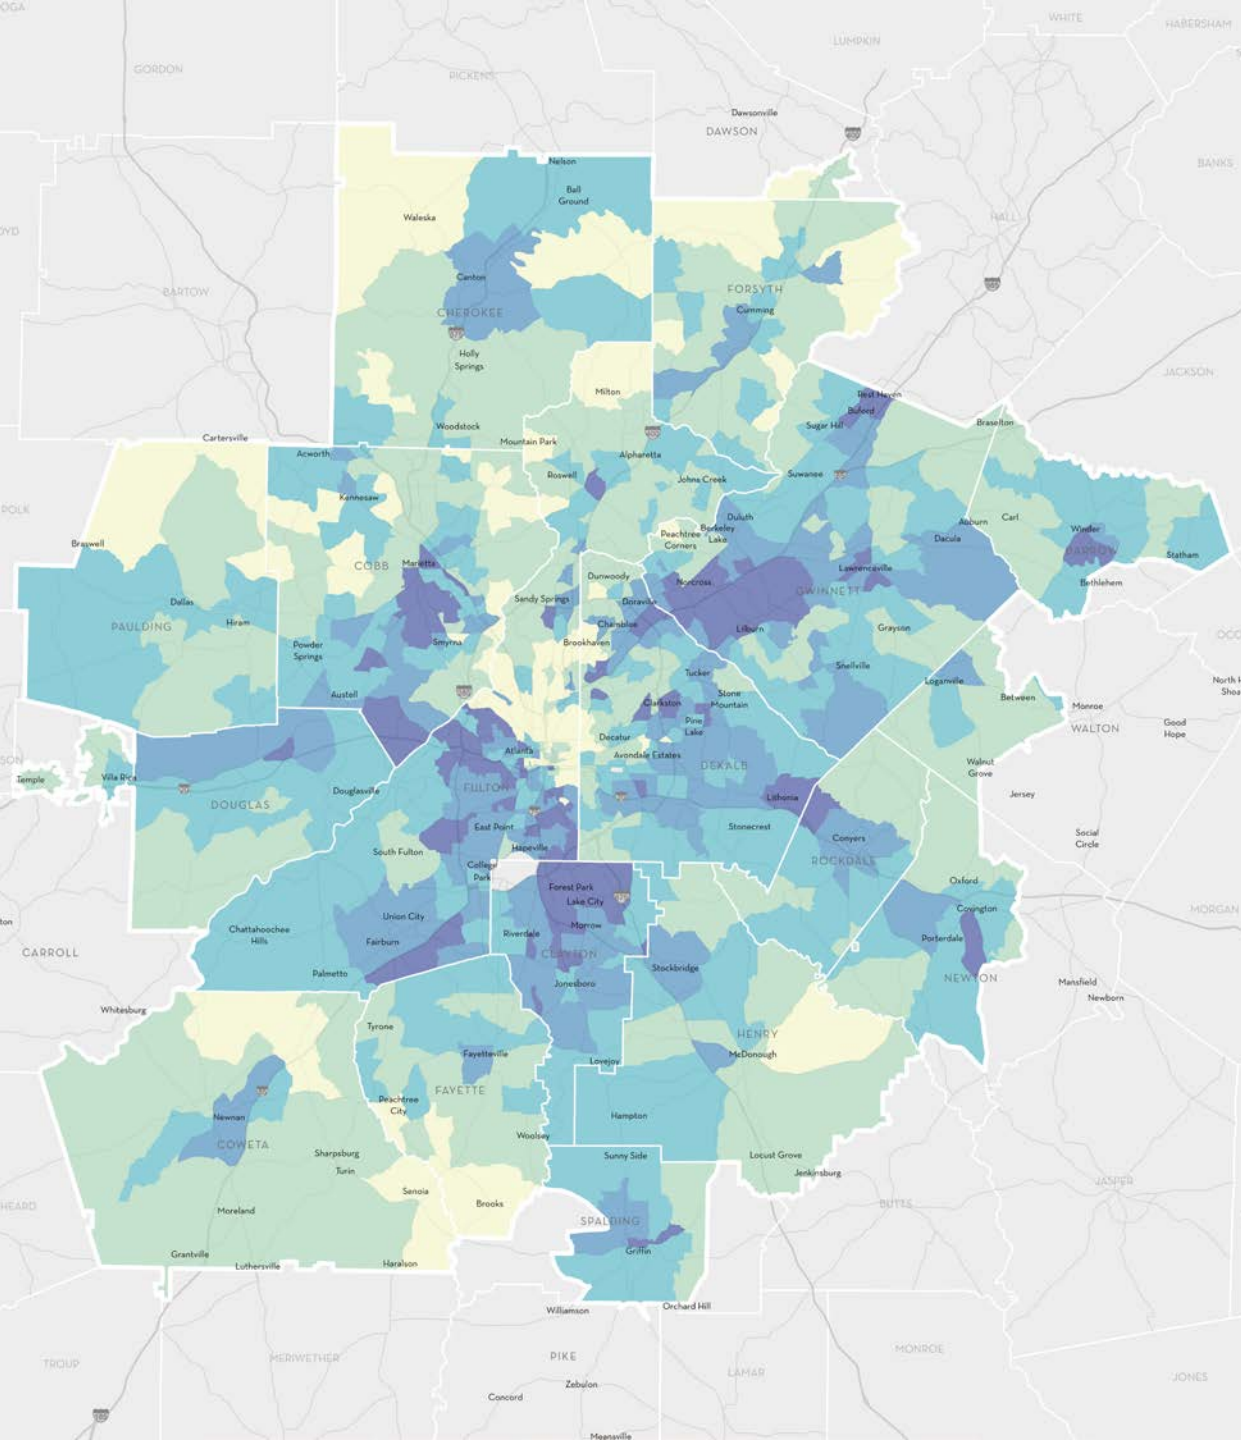 WHITE
HABERSHAM
LUMPKIN
GORDON
PICKENS
Dawsonville
DAWSON
BANKS
Nelson
Ball
Ground
Waleska
HALL
Canton
BARTOW
FORSYTH
Cumming
CHEROKEE
Holly
Springs
JACKSON
Milton
Rest Haven
Buford
Braselton
Sugar Hill
Woodstock
Cartersville
Mountain Park
Acworth
Alpharetta
Roswell
Johns Creek
Suwanee
Kennesaw
POLK
Duluth
Carl
Auburn
Berkeley
Lake
Peachtree
Corners
Winder
Dacula
Braswell
BARROW
Statham
COBB
Marietta
Lawrenceville
Dunwoody
Norcross
Bethlehem
GWINNETT
Sandy Springs
Doraville
Dallas
PAULDING
Hiram
Chamblee
Lilburn
Grayson
Powder
Springs
Smyrna
Brookhaven
Snellville
Tucker
Loganville
Austell
Stone
Mountain
Between
Clarkston
Monroe
Pine
Lake
WALTON
Good
Hope
Decatur
Atlanta
Avondale Estates
DEKALB
Walnut
Grove
Temple
Villa Rica
Douglasville
FULTON
Lithonia
Jersey
DOUGLAS
East Point
Stonecrest
Social
Circle
Conyers
South Fulton
Hapeville
ROCKDALE
College
Park
Oxford
Forest Park
Lake City
Covington
MORGAN
Union City
Morrow
Chattahoochee
Hills
Riverdale
Fairburn
Porterdale
CARROLL
CLAYTON
Stockbridge
Palmetto
NEWTON
Jonesboro
Mansfield
Newborn
Whitesburg
Tyrone
HENRY
Fayetteville
McDonough
Lovejoy
FAYETTE
Peachtree
City
Newnan
Hampton
COWETA
Woolsey
Sharpsburg
Sunny Side
Locust Grove
Turin
Jenkinsburg
JASPER
Senoia
Brooks
HEARD
BUTTS
Moreland
SPALDING
Griffin
Grantville
Luthersville
Haralson
Williamson
Orchard Hill
MONROE
PIKE
TROUP
MERIWETHER
LAMAR
JONES
Zebulon
Concord
Meansville